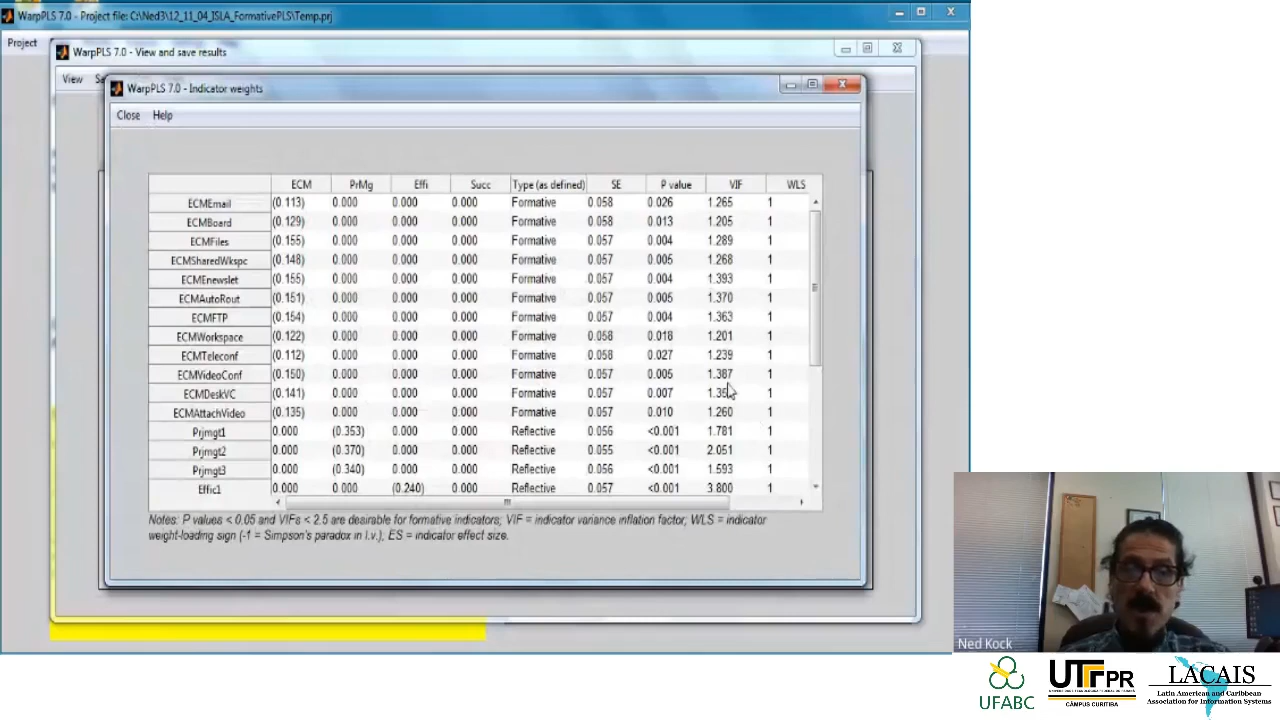 WarpPLS 7.0 - Project file: C:\Ned3\12_11_04_ISLA_FormativePLS\Temp.prj
Project
WarpPLS 7.0 - View and save results
View Sa
WarpPLS 7.0 - Indicator weights
Close Help
ECM PrMg Effi Succ Type (as defined) SE P value VIF WLS
ECMEmail (0.113) 0.000 0.000 0.000 Formative 0.058 0.026 1.265 1
ECMBoard (0.129) 0.000 0.000 0.000 Formative 0.058 0.013 1.205 1
ECMFiles (0.155) 0.000 0.000 0.000 Formative 0.057 0.004 1.289 1
ECMSharedWkspc (0.148) 0.000 0.000 0.000 Formative 0.057 0.005 1.268 1
ECMEnewslet (0.155) 0.000 0.000 0.000 Formative 0.057 0.004 1.393 1
ECMAutoRout (0.151) 0.000 0.000 0.000 Formative 0.057 0.005 1.370 1
ECMFTP (0.154) 0.000 0.000 0.000 Formative 0.057 0.004 1.363 1
ECMWorkspace (0.122) 0.000 0.000 0.000 Formative 0.058 0.018 1.201 1
ECMTeleconf (0.112) 0.000 0.000 0.000 Formative 0.058 0.027 1.239 1
ECMVideoConf (0.150) 0.000 0.000 0.000 Formative 0.057 0.005 1.387 1
ECMDeskVC (0.141) 0.000 0.000 0.000 Formative 0.057 0.007 1
ECMAttachVideo (0.135) 0.000 0.000 0.000 Formative 0.057 0.010 1.260 1
Prjmgt1 0.000 (0.353) 0.000 0.000 Reflective 0.056 <0.001 1.781 1
Prjmgt2 0.000 (0.370) 0.000 0.000 Reflective 0.055 <0.001 2.051 1
Prjmgt3 0.000 (0.340) 0.000 0.000 Reflective 0.056 <0.001 1.593 1
Effic1 0.000 0.000 (0.240) 0.000 Reflective 0.057 <0.001 3.800 1
Notes: P values < 0.05 and VIFs < 2.5 are desirable for formative indicators; VIF = indicator variance inflation factor; WLS = indicator
weight-loading sign (-1 = Simpson's paradox in l.v.); ES = indicator effect size.
Ned Kock
UFABC
UTFPR
CÂMPUS CURITIBA
LACAIS
Latin American and Caribbean
Association for Information Systems